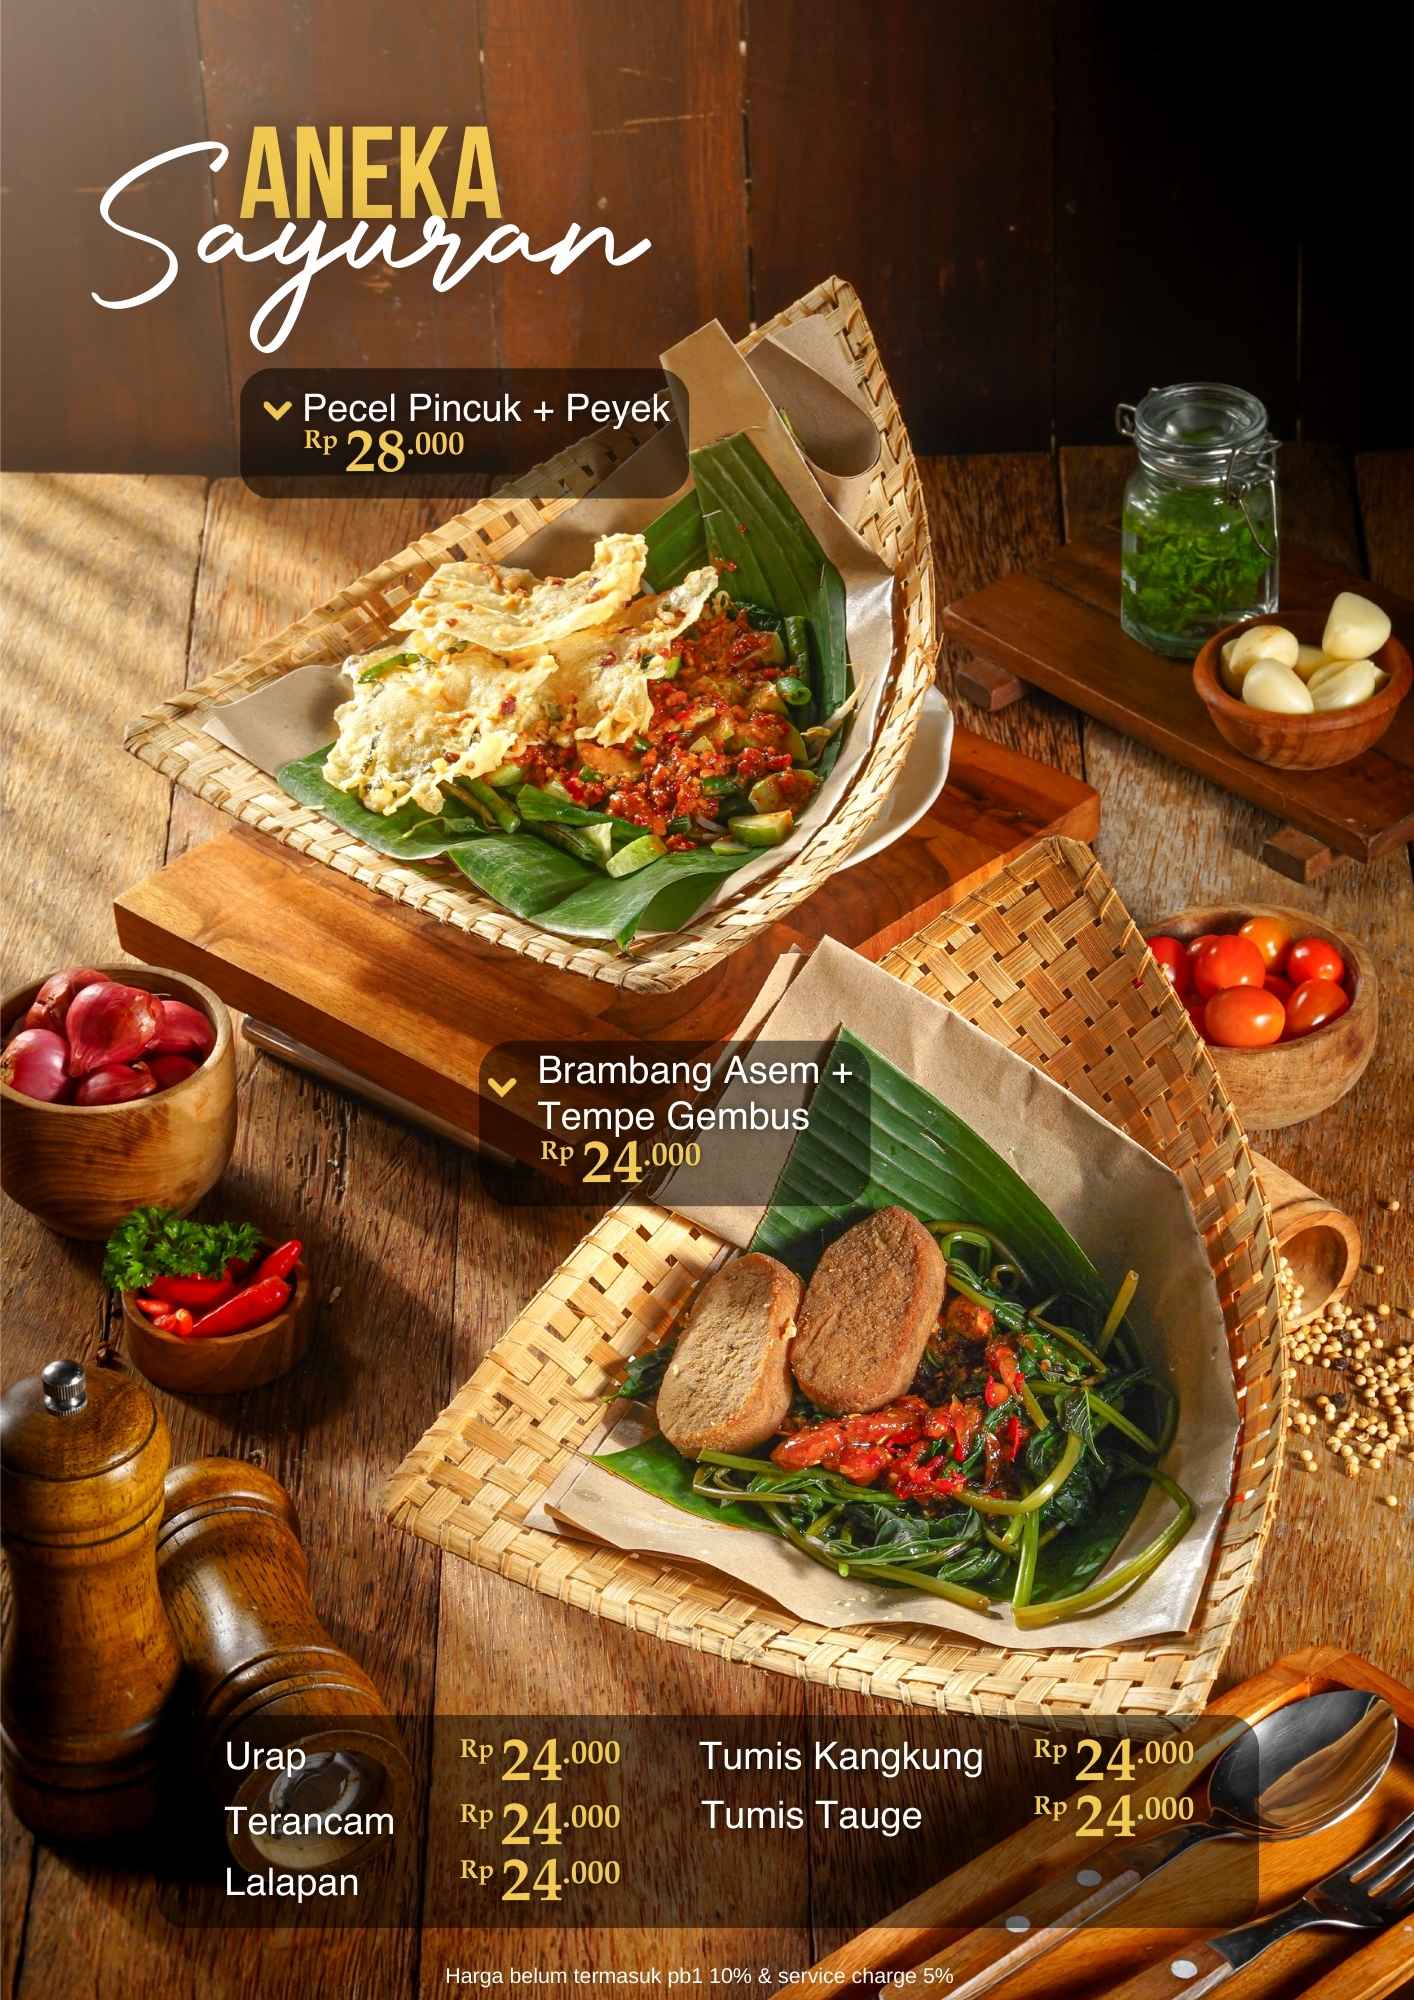 ANEKA
Sayuran
Pecel Pincuk + Peyek
Rp 28.000
Brambang Asem +
Tempe Gembus
Rp 24.000
Urap Rp 24.000
Terancam Rp 24.000
Lalapan Rp 24.000
Tumis Kangkung Rp 24.000
Tumis Tauge Rp 24.000
Harga belum termasuk pb1 10% & service charge 5%